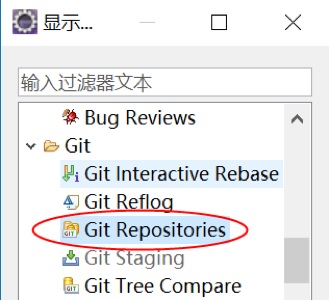 显示...
输入过滤器文本
Bug Reviews
Git
Git Interactive Rebase
Git Reflog
Git Repositories
Git Staging
Git Tree Compare